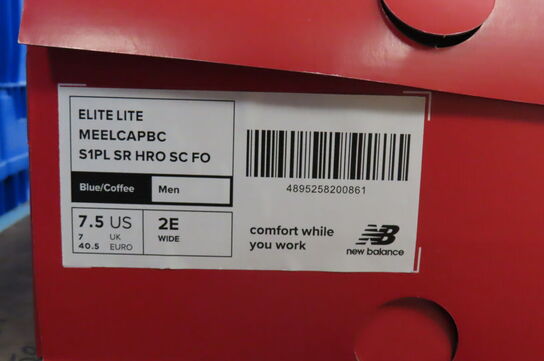 ELITE LITE
MEELCAPBC
S1PL SR HRO SC FO
Blue/Coffee Men
7.5 US
7 UK
40.5 EURO
2E
WIDE
4895258200861
comfort while
you work
NB
new balance